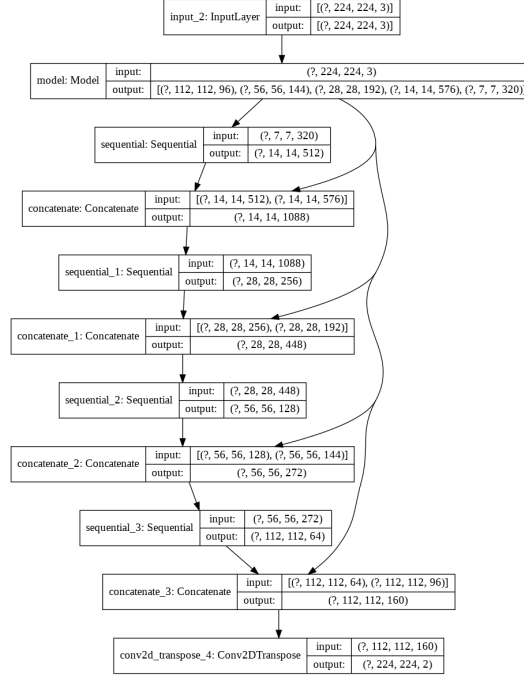 input_2: InputLayer
input: [(?, 224, 224, 3)]
output: [(?, 224, 224, 3)]
model: Model
input: (?, 224, 224, 3)
output: [(?, 112, 112, 96), (?, 56, 56, 144), (?, 28, 28, 192), (?, 14, 14, 576), (?, 7, 7, 320)]
sequential: Sequential
input: (?, 7, 7, 320)
output: (?, 14, 14, 512)
concatenate: Concatenate
input: [(?, 14, 14, 512), (?, 14, 14, 576)]
output: (?, 14, 14, 1088)
sequential_1: Sequential
input: (?, 14, 14, 1088)
output: (?, 28, 28, 256)
concatenate_1: Concatenate
input: [(?, 28, 28, 256), (?, 28, 28, 192)]
output: (?, 28, 28, 448)
sequential_2: Sequential
input: (?, 28, 28, 448)
output: (?, 56, 56, 128)
concatenate_2: Concatenate
input: [(?, 56, 56, 128), (?, 56, 56, 144)]
output: (?, 56, 56, 272)
sequential_3: Sequential
input: (?, 56, 56, 272)
output: (?, 112, 112, 64)
concatenate_3: Concatenate
input: [(?, 112, 112, 64), (?, 112, 112, 96)]
output: (?, 112, 112, 160)
conv2d_transpose_4: Conv2DTranspose
input: (?, 112, 112, 160)
output: (?, 224, 224, 2)